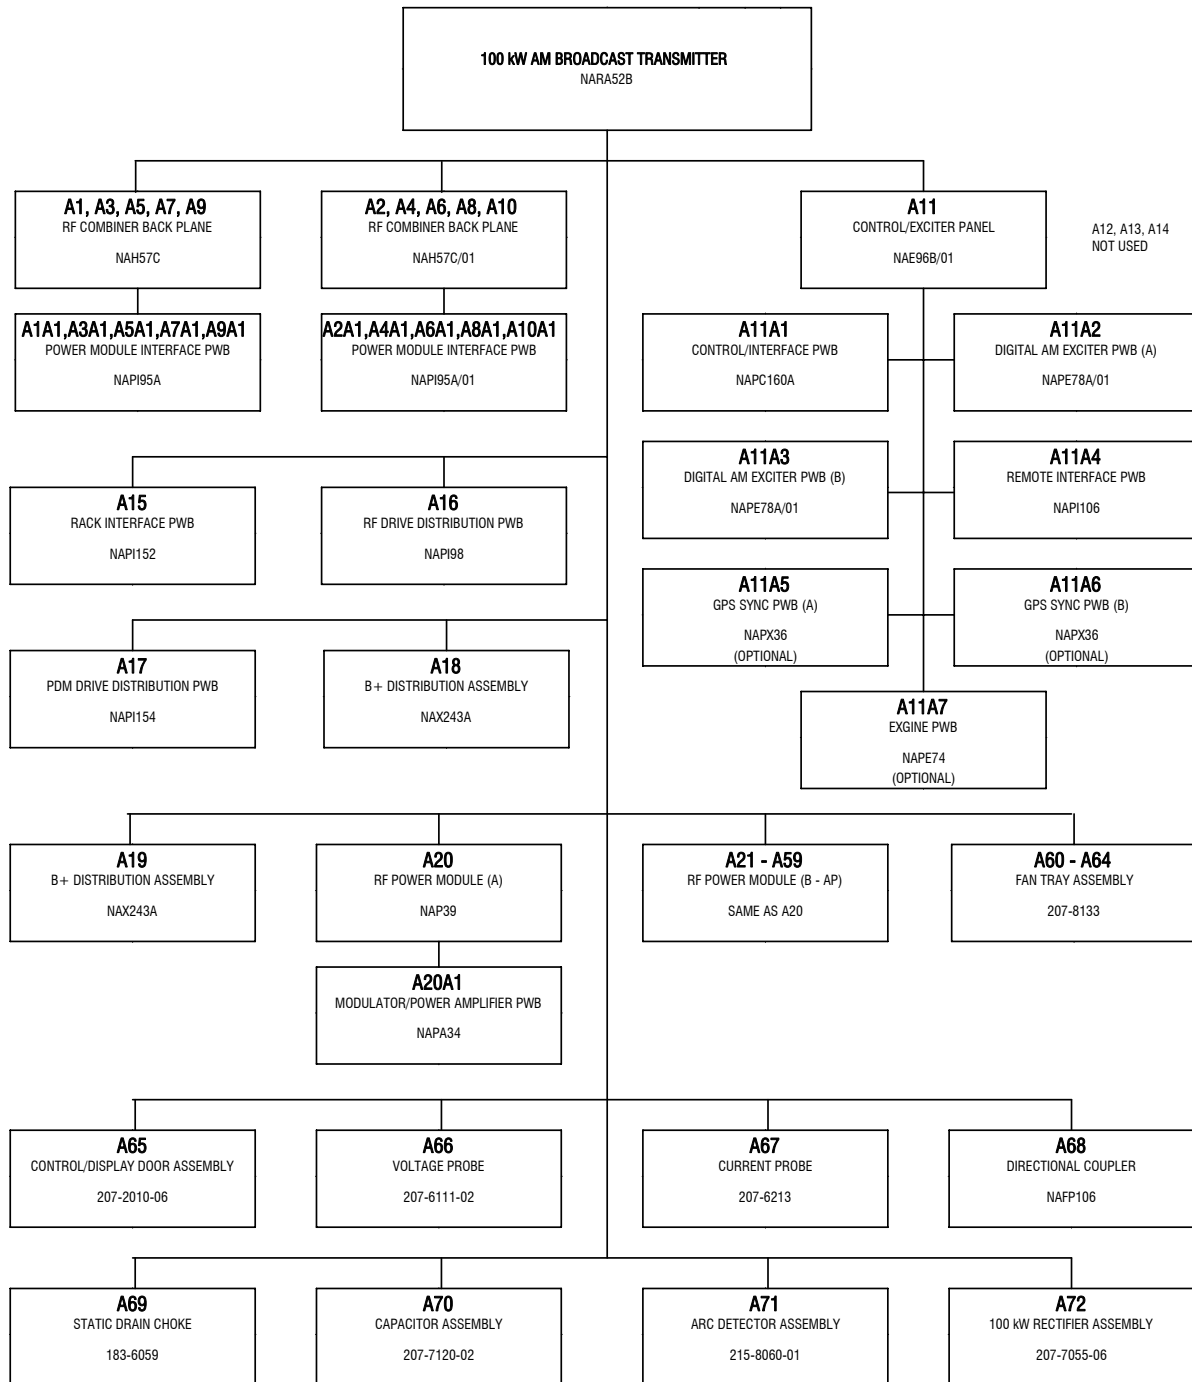 100 kW AM BROADCAST TRANSMITTER
NARA52B
A1, A3, A5, A7, A9
RF COMBINER BACK PLANE
NAH57C
A2, A4, A6, A8, A10
RF COMBINER BACK PLANE
NAH57C/01
A11
CONTROL/EXCITER PANEL
NAE96B/01
A12, A13, A14
NOT USED
A1A1,A3A1,A5A1,A7A1,A9A1
POWER MODULE INTERFACE PWB
NAPI95A
A2A1,A4A1,A6A1,A8A1,A10A1
POWER MODULE INTERFACE PWB
NAPI95A/01
A11A1
CONTROL/INTERFACE PWB
NAPC160A
A11A2
DIGITAL AM EXCITER PWB (A)
NAPE78A/01
A11A3
DIGITAL AM EXCITER PWB (B)
NAPE78A/01
A11A4
REMOTE INTERFACE PWB
NAPI106
A15
RACK INTERFACE PWB
NAPI152
A16
RF DRIVE DISTRIBUTION PWB
NAPI98
A11A5
GPS SYNC PWB (A)
NAPX36
(OPTIONAL)
A11A6
GPS SYNC PWB (B)
NAPX36
(OPTIONAL)
A17
PDM DRIVE DISTRIBUTION PWB
NAPI154
A18
B+ DISTRIBUTION ASSEMBLY
NAX243A
A11A7
EXGINE PWB
NAPE74
(OPTIONAL)
A19
B+ DISTRIBUTION ASSEMBLY
NAX243A
A20
RF POWER MODULE (A)
NAP39
A21 - A59
RF POWER MODULE (B - AP)
SAME AS A20
A60 - A64
FAN TRAY ASSEMBLY
207-8133
A20A1
MODULATOR/POWER AMPLIFIER PWB
NAPA34
A65
CONTROL/DISPLAY DOOR ASSEMBLY
207-2010-06
A66
VOLTAGE PROBE
207-6111-02
A67
CURRENT PROBE
207-6213
A68
DIRECTIONAL COUPLER
NAFP106
A69
STATIC DRAIN CHOKE
183-6059
A70
CAPACITOR ASSEMBLY
207-7120-02
A71
ARC DETECTOR ASSEMBLY
215-8060-01
A72
100 kW RECTIFIER ASSEMBLY
207-7055-06